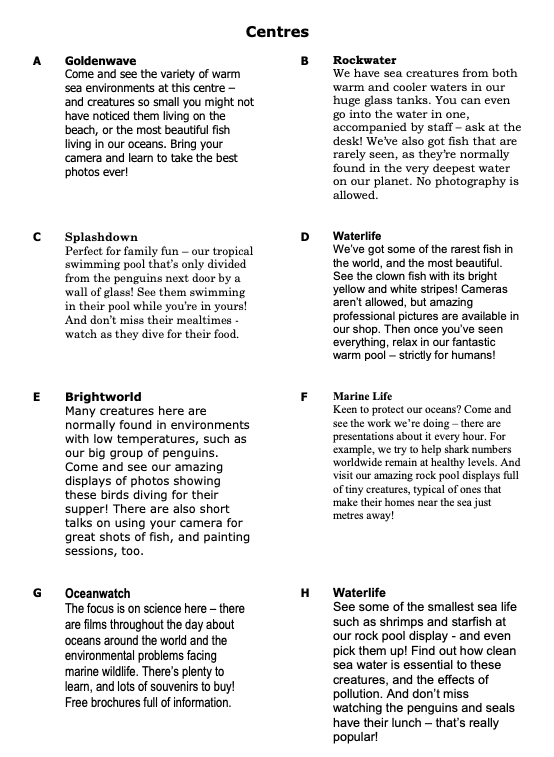 Centres
A Goldenwave
Come and see the variety of warm
sea environments at this centre –
and creatures so small you might not
have noticed them living on the
beach, or the most beautiful fish
living in our oceans. Bring your
camera and learn to take the best
photos ever!
B Rockwater
We have sea creatures from both
warm and cooler waters in our
huge glass tanks. You can even
go into the water in one,
accompanied by staff – ask at the
desk! We've also got fish that are
rarely seen, as they're normally
found in the very deepest water
on our planet. No photography is
allowed.
C Splashdown
Perfect for family fun – our tropical
swimming pool that's only divided
from the penguins next door by a
wall of glass! See them swimming
in their pool while you're in yours!
And don't miss their mealtimes -
watch as they dive for their food.
D Waterlife
We've got some of the rarest fish in
the world, and the most beautiful.
See the clown fish with its bright
yellow and white stripes! Cameras
aren't allowed, but amazing
professional pictures are available in
our shop. Then once you've seen
everything, relax in our fantastic
warm pool – strictly for humans!
E Brightworld
Many creatures here are
normally found in environments
with low temperatures, such as
our big group of penguins.
Come and see our amazing
displays of photos showing
these birds diving for their
supper! There are also short
talks on using your camera for
great shots of fish, and painting
sessions, too.
F Marine Life
Keen to protect our oceans? Come and
see the work we're doing – there are
presentations about it every hour. For
example, we try to help shark numbers
worldwide remain at healthy levels. And
visit our amazing rock pool displays full
of tiny creatures, typical of ones that
make their homes near the sea just
metres away!
G Oceanwatch
The focus is on science here – there
are films throughout the day about
oceans around the world and the
environmental problems facing
marine wildlife. There's plenty to
learn, and lots of souvenirs to buy!
Free brochures full of information.
H Waterlife
See some of the smallest sea life
such as shrimps and starfish at
our rock pool display - and even
pick them up! Find out how clean
sea water is essential to these
creatures, and the effects of
pollution. And don't miss
watching the penguins and seals
have their lunch – that's really
popular!